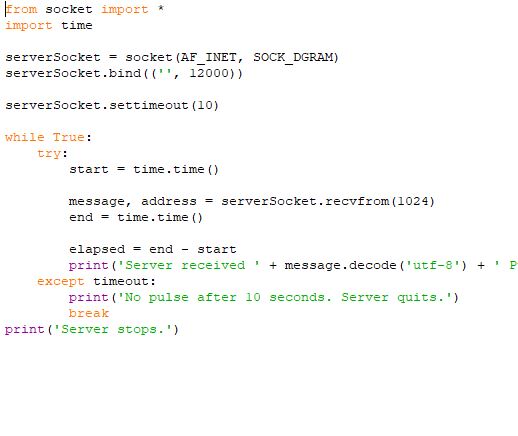 from socket import *
import time
serverSocket = socket(AF_INET, SOCK_DGRAM)
serverSocket.bind(('', 12000))
serverSocket.settimeout(10)
while True:
    try:
        start = time.time()
        message, address = serverSocket.recvfrom(1024)
        end = time.time()
        elapsed = end - start
        print('Server received ' + message.decode('utf-8') + ' P
    except timeout:
        print('No pulse after 10 seconds. Server quits.')
        break
print('Server stops.')